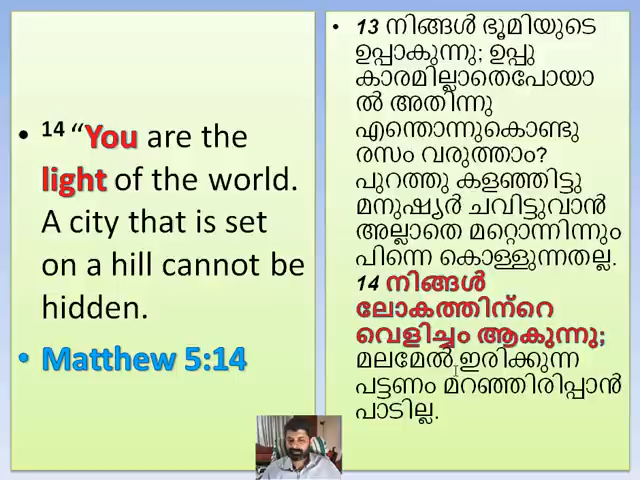 14 “You are the
light of the world.
A city that is set
on a hill cannot be
hidden.
Matthew 5:14
13 നിങ്ങൾ ഭൂമിയുടെ
ഉപ്പാകുന്നു; ഉപ്പു
കാരമില്ലാതെപോയാ
ൽ അതിന്നു
എന്തൊന്നുകൊണ്ടു
രസം വരുത്താം?
പുറത്തു കളഞ്ഞിട്ടു
മനുഷ്യർ ചവിട്ടുവാൻ
അല്ലാതെ മറ്റൊന്നിന്നും
പിന്നെ കൊള്ളുന്നതല്ല.
14 നിങ്ങൾ
ലോകത്തിന്റെ
വെളിച്ചം ആകുന്നു;
മലമേൽ ഇരിക്കുന്ന
പട്ടണം മറഞ്ഞിരിപ്പാൻ
പാടില്ല.